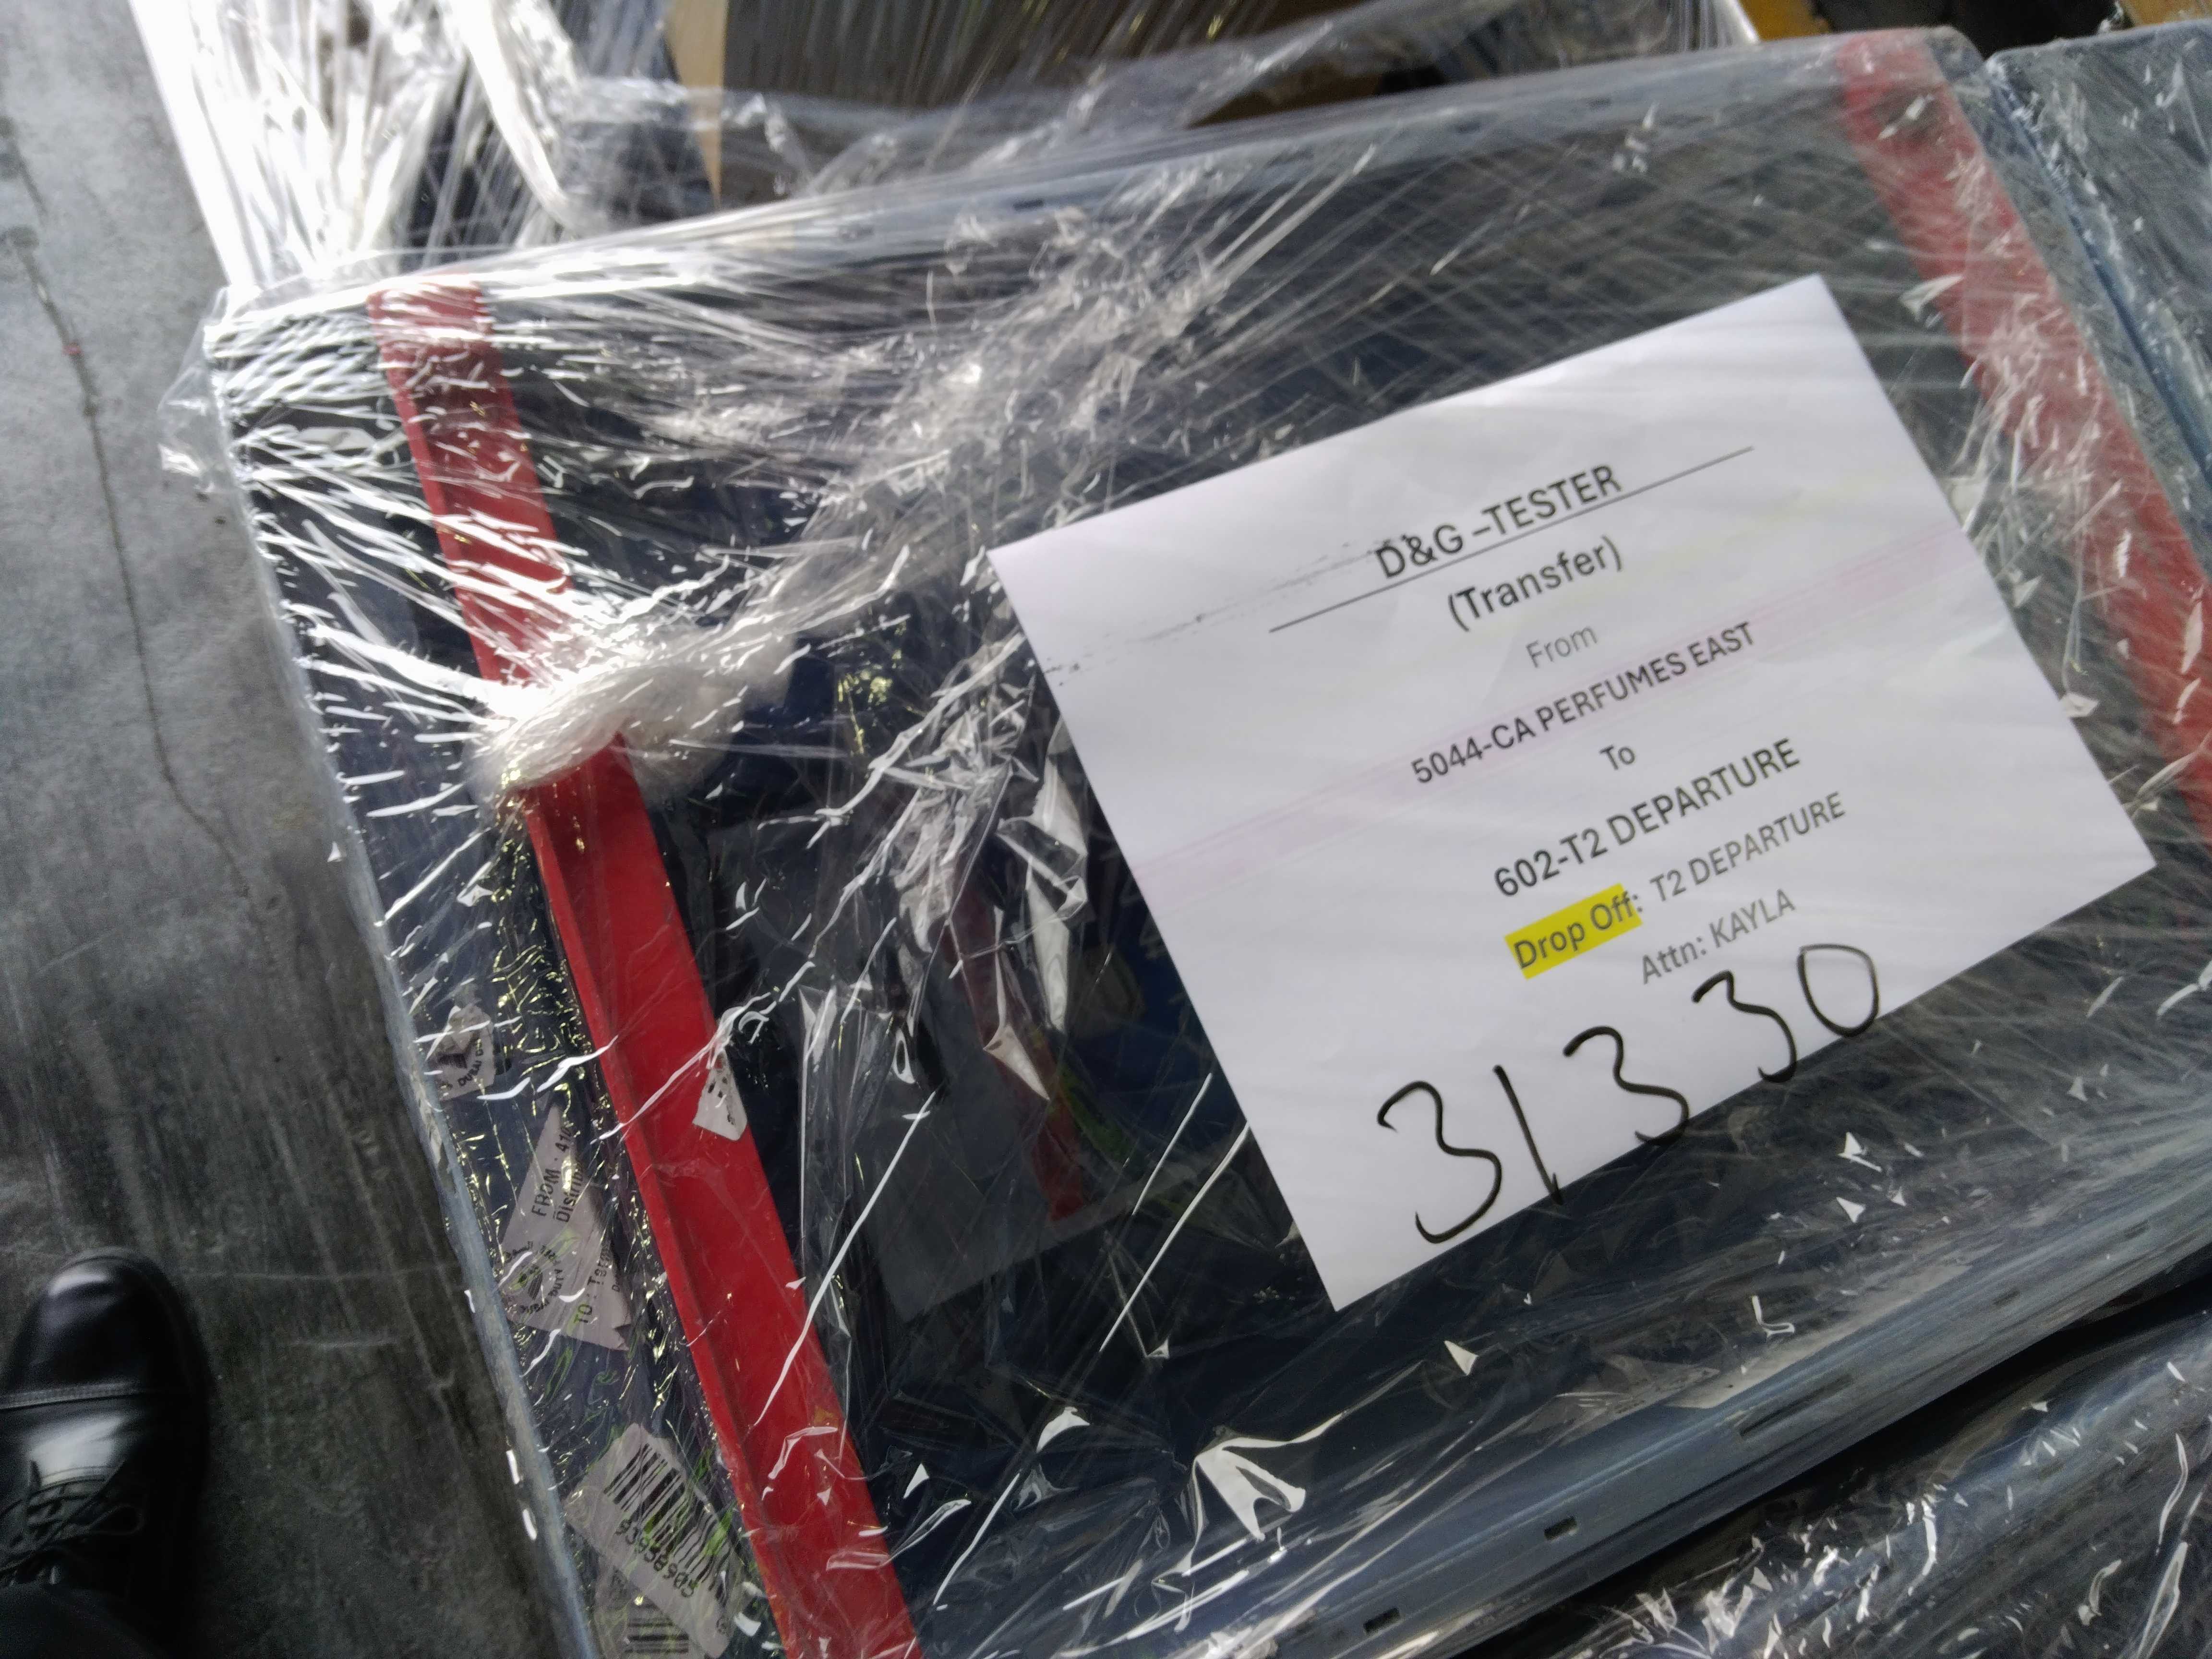 D&G –TESTER
(Transfer)
From
5044-CA PERFUMES EAST
To
602-T2 DEPARTURE
Drop Off: T2 DEPARTURE
Attn: KAYLA
31330
FROM
TO :